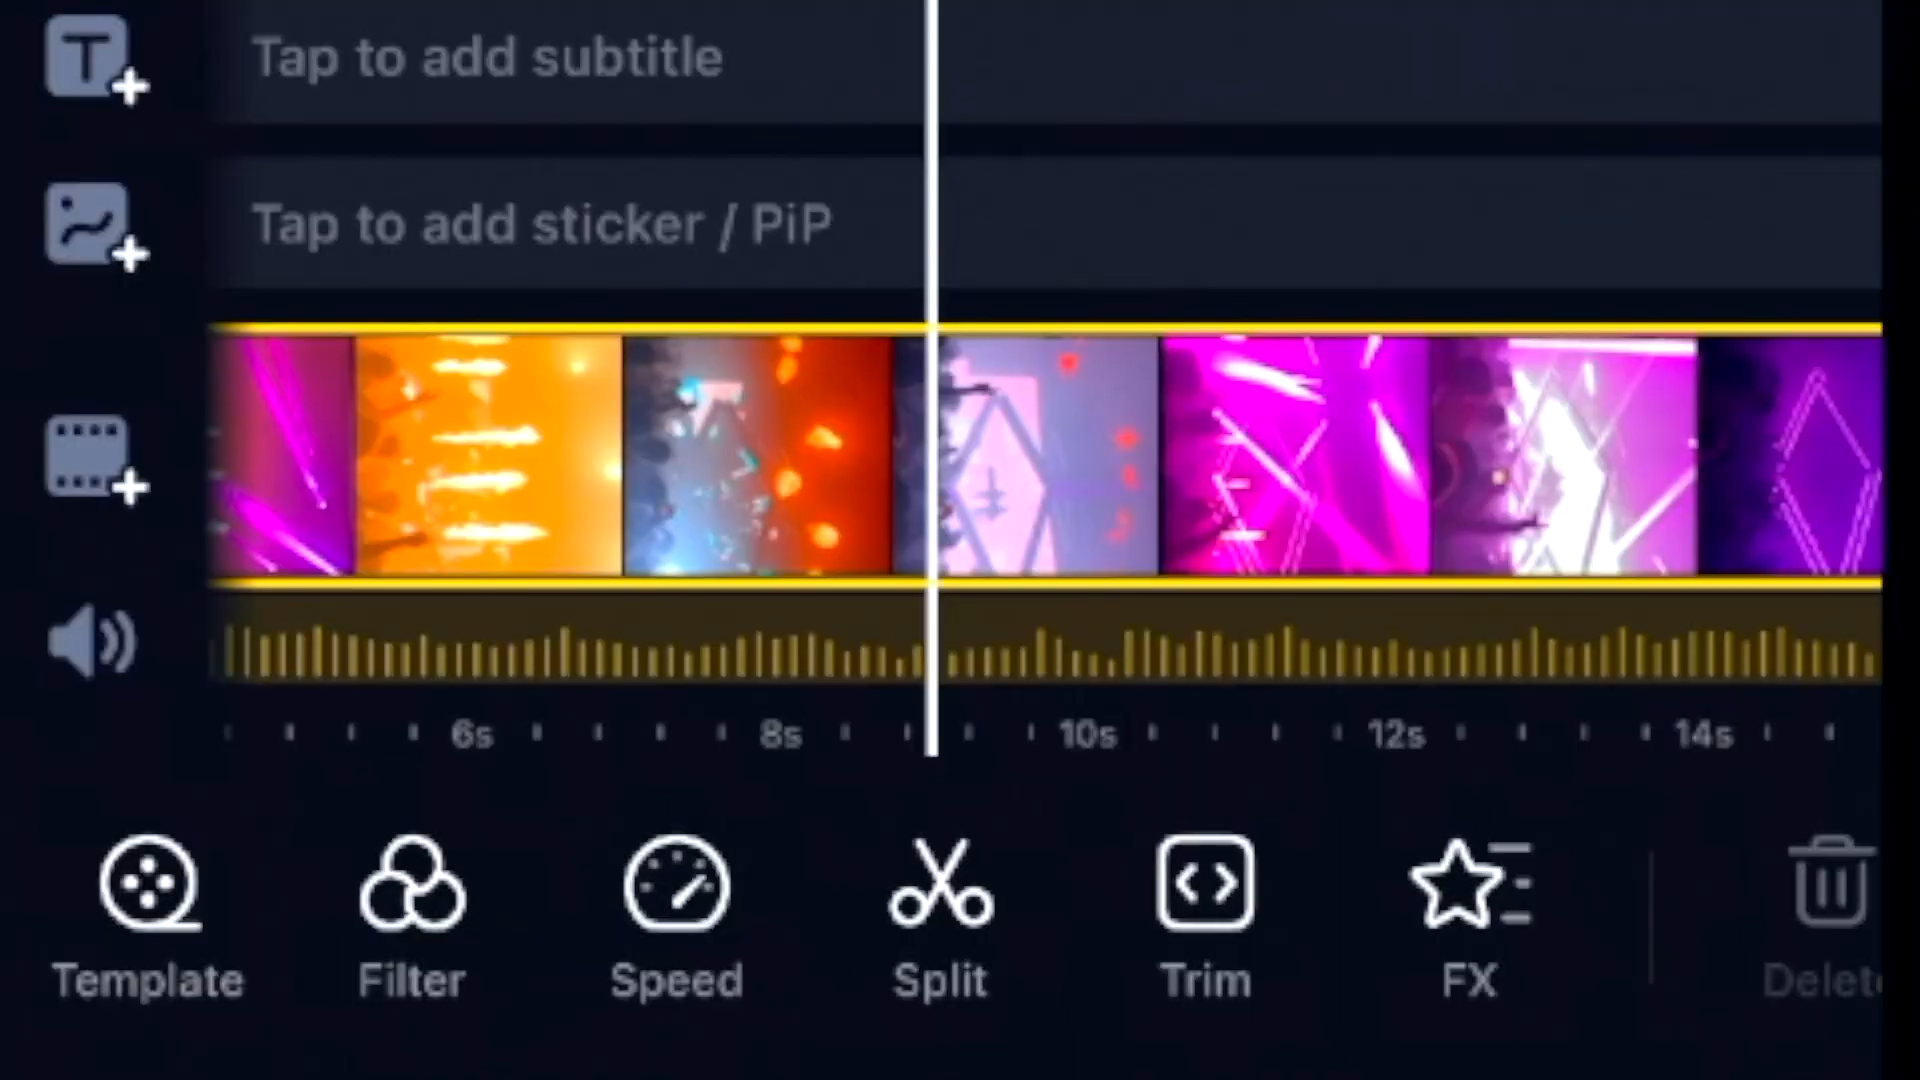 Tap to add subtitle
Tap to add sticker / PiP
6s 8s 10s 12s 14s
Template Filter Speed Split Trim FX Delet